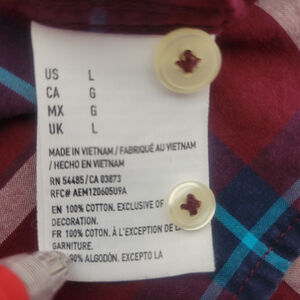 US L
CA G
MX G
UK L
MADE IN VIETNAM / FABRIQUÉ AU VIETNAM
/ HECHO EN VIETNAM
RN 54485 / CA 03873
RFC# AEM120605U9A
EN 100% COTTON. EXCLUSIVE OF
DECORATION.
FR 100% COTON. À L'EXCEPTION DE LA
GARNITURE.
ALGODÓN. EXCEPTO LA